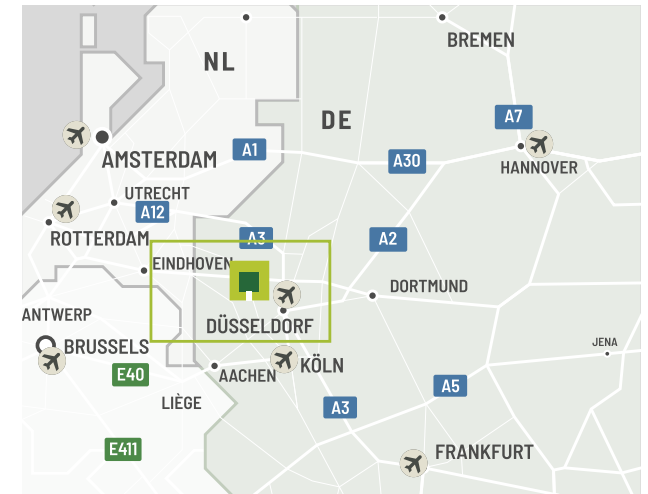 BREMEN
NL
DE
A7
A1
A30
AMSTERDAM
HANNOVER
UTRECHT
A12
ROTTERDAM
A3
A2
EINDHOVEN
DORTMUND
ANTWERP
DÜSSELDORF
BRUSSELS
JENA
KÖLN
E40
AACHEN
A5
LIÈGE
A3
E411
FRANKFURT